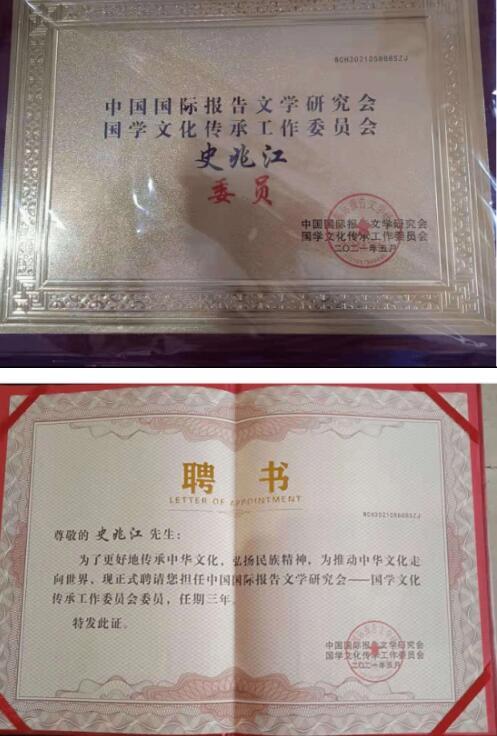 中国国际报告文学研究会
国学文化传承工作委员会
史兆江
委员
中国国际报告文学研究会
国学文化传承工作委员会
二〇二一年五月
聘 书
LETTER OF APPOINTMENT
尊敬的 史兆江 先生：
为了更好地传承中华文化，弘扬民族精神，为推动中华文化走
向世界，现正式聘请您担任中国国际报告文学研究会——国学文化
传承工作委员会委员，任期三年。
特发此证。
中国国际报告文学研究会
国学文化传承工作委员会
二〇二一年五月